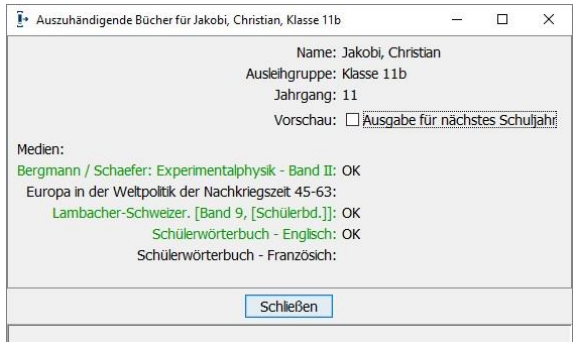 Auszuhändigende Bücher für Jakobi, Christian, Klasse 11b
Name: Jakobi, Christian
Ausleihgruppe: Klasse 11b
Jahrgang: 11
Vorschau: Ausgabe für nächstes Schuljahr
Medien:
Bergmann / Schaefer: Experimentalphysik - Band II: OK
Europa in der Weltpolitik der Nachkriegszeit 45-63:
Lambacher-Schweizer. [Band 9, [Schülerbd.]]: OK
Schülerwörterbuch - Englisch: OK
Schülerwörterbuch - Französich:
Schließen